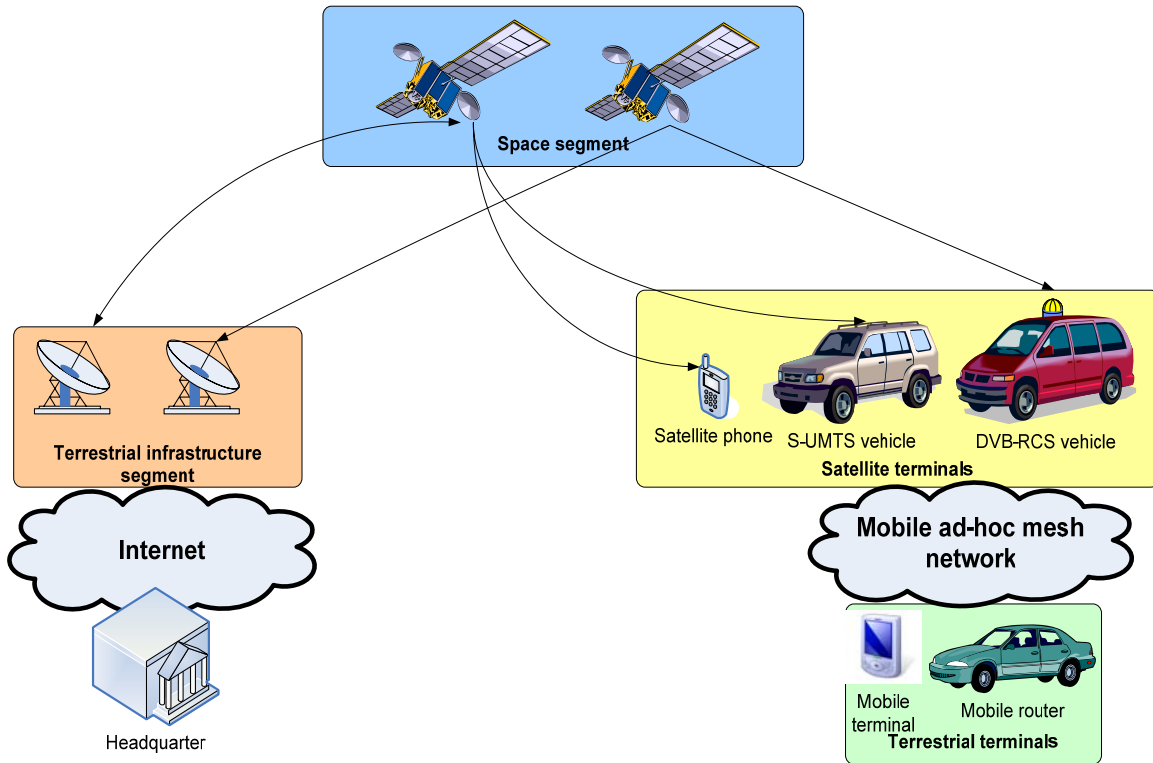 Space segment
Terrestrial infrastructure
segment
Internet
Headquarter
Satellite phone
S-UMTS vehicle
DVB-RCS vehicle
Satellite terminals
Mobile ad-hoc mesh
network
Mobile
terminal
Mobile router
Terrestrial terminals